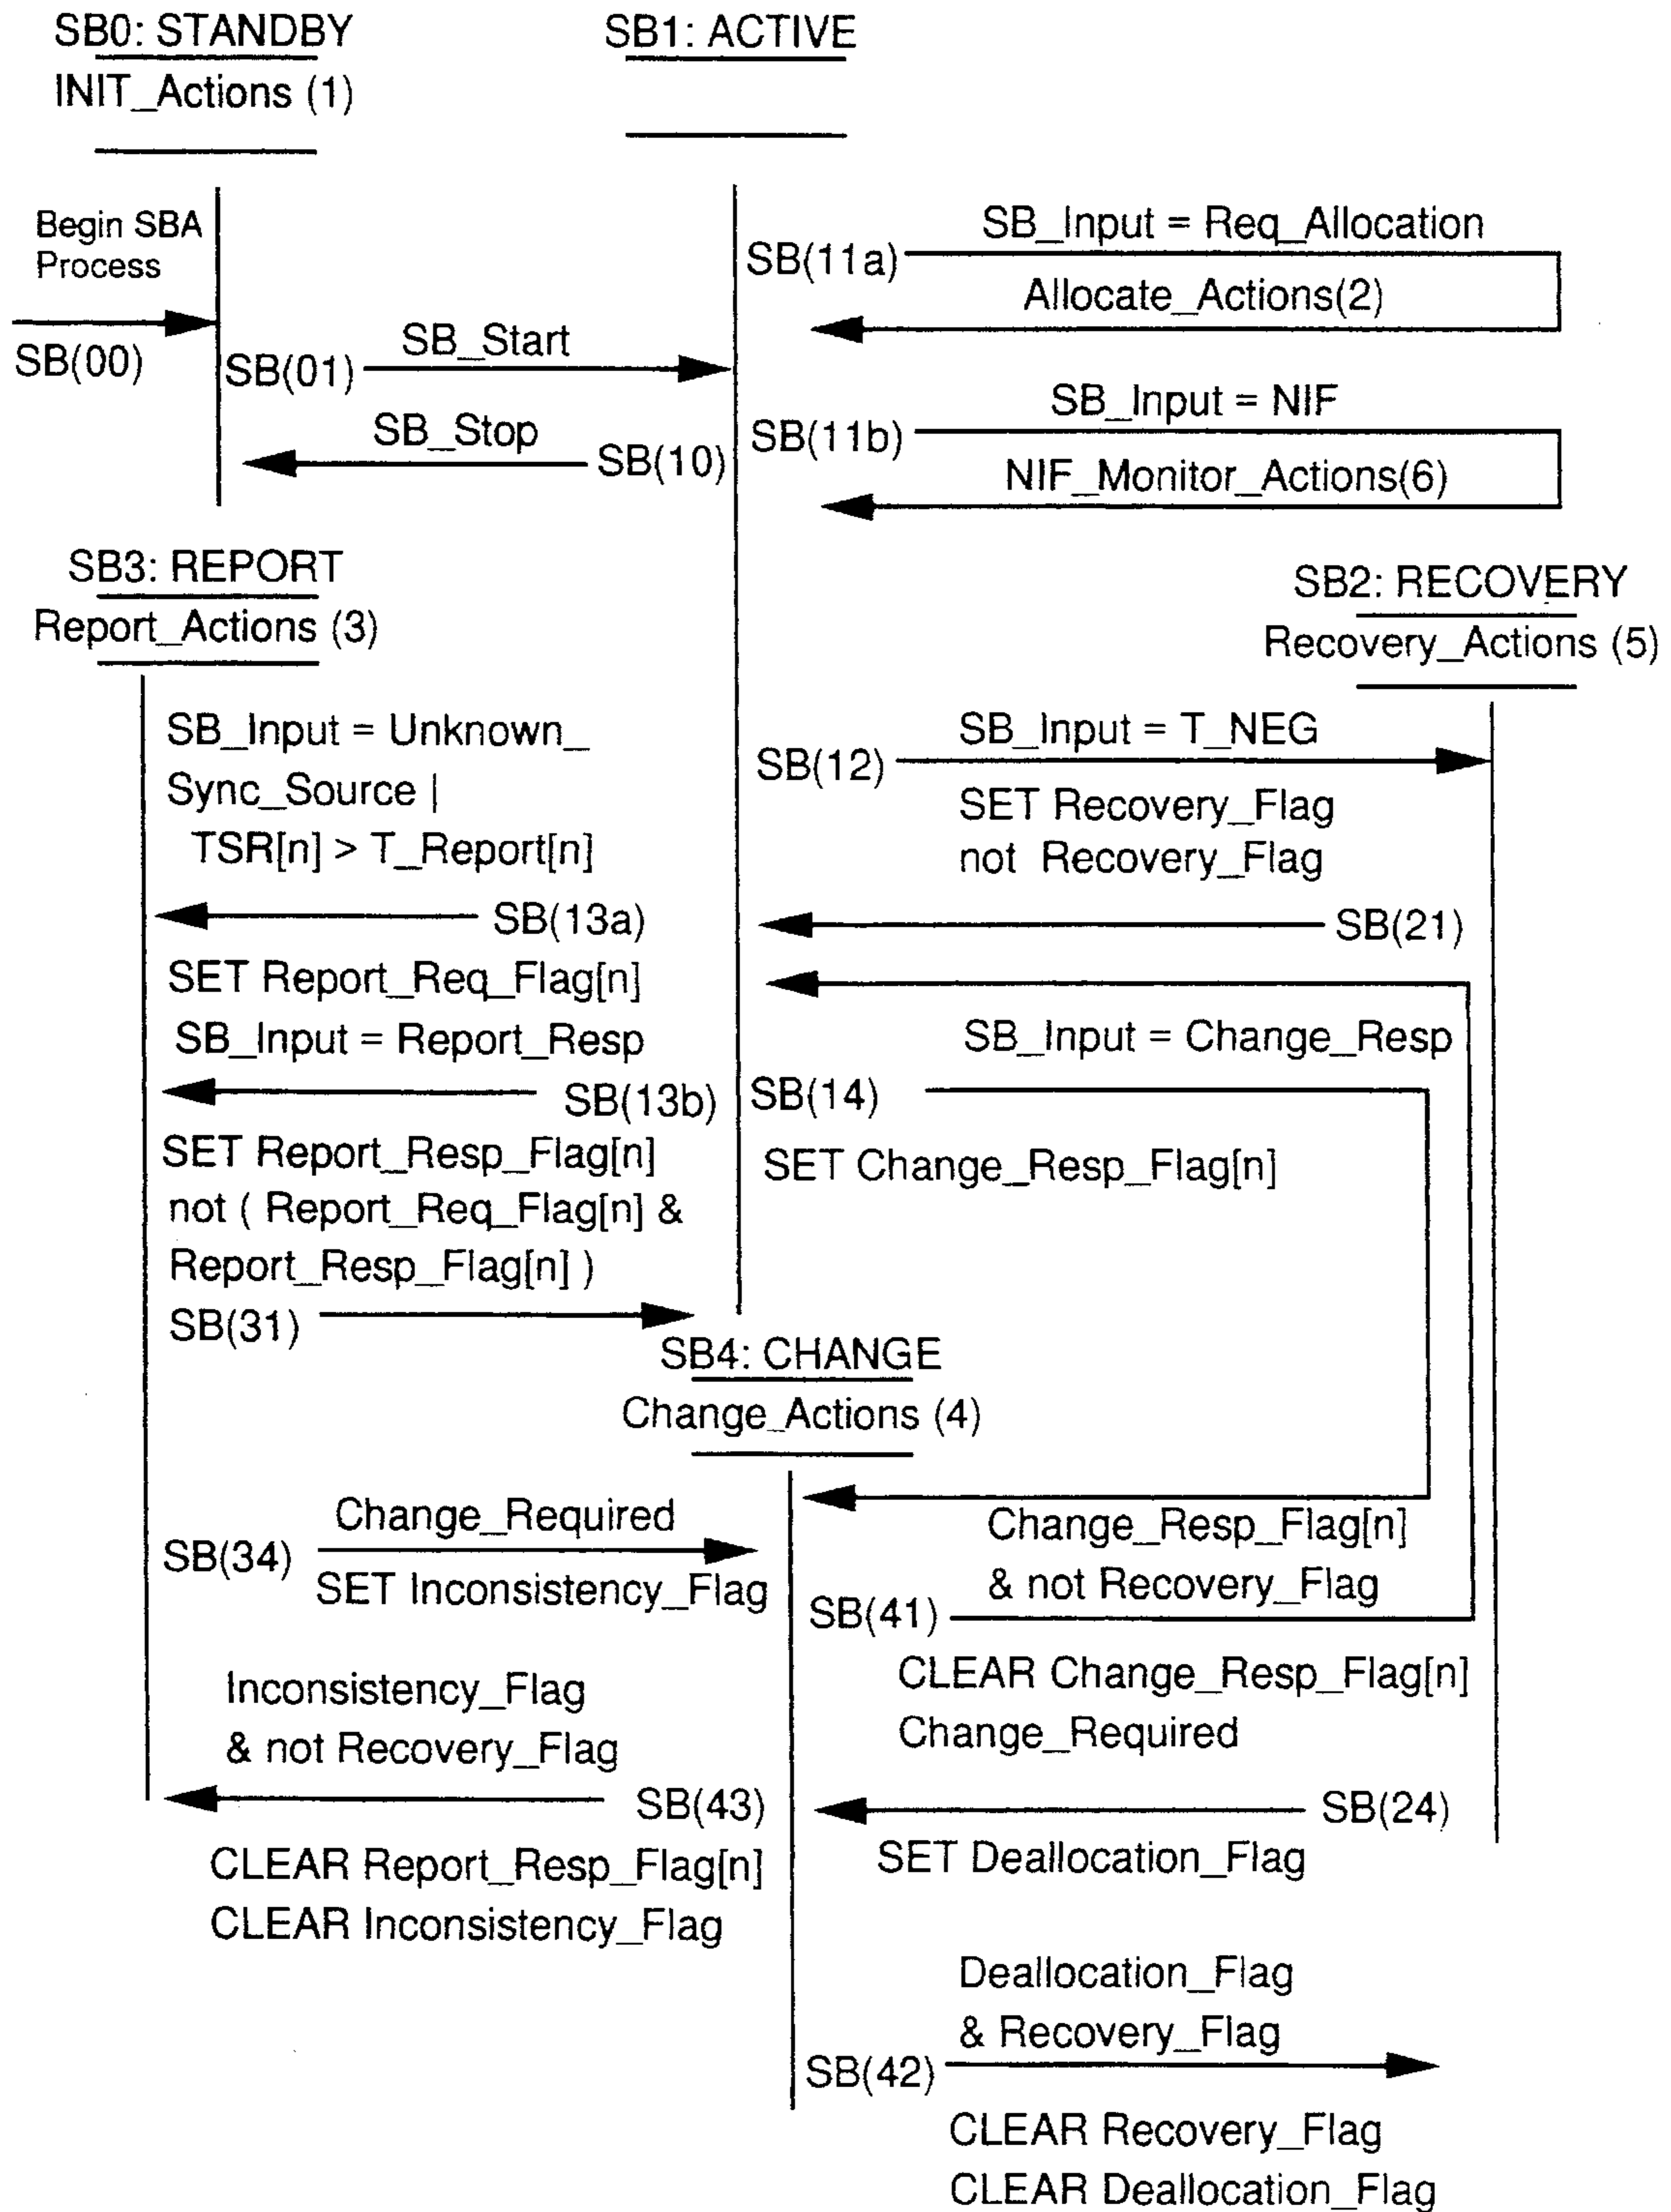 SB0: STANDBY
INIT_Actions (1)
SB1: ACTIVE
Begin SBA
Process
SB(00)
SB(01)
SB_Start
SB_Stop
SB(10)
SB(11a)
SB_Input = Req_Allocation
Allocate_Actions(2)
SB(11b)
SB_Input = NIF
NIF_Monitor_Actions(6)
SB3: REPORT
Report_Actions (3)
SB2: RECOVERY
Recovery_Actions (5)
SB_Input = Unknown_
Sync_Source |
TSR[n] > T_Report[n]
SB(13a)
SET Report_Req_Flag[n]
SB_Input = Report_Resp
SB(13b)
SET Report_Resp_Flag[n]
not ( Report_Req_Flag[n] &
Report_Resp_Flag[n] )
SB(31)
SB(12)
SB_Input = T_NEG
SET Recovery_Flag
not Recovery_Flag
SB(21)
SB_Input = Change_Resp
SB(14)
SET Change_Resp_Flag[n]
SB4: CHANGE
Change_Actions (4)
SB(34)
Change_Required
SET Inconsistency_Flag
Change_Resp_Flag[n]
& not Recovery_Flag
SB(41)
CLEAR Change_Resp_Flag[n]
Change_Required
Inconsistency_Flag
& not Recovery_Flag
SB(43)
CLEAR Report_Resp_Flag[n]
CLEAR Inconsistency_Flag
SB(24)
SET Deallocation_Flag
Deallocation_Flag
& Recovery_Flag
SB(42)
CLEAR Recovery_Flag
CLEAR Deallocation_Flag